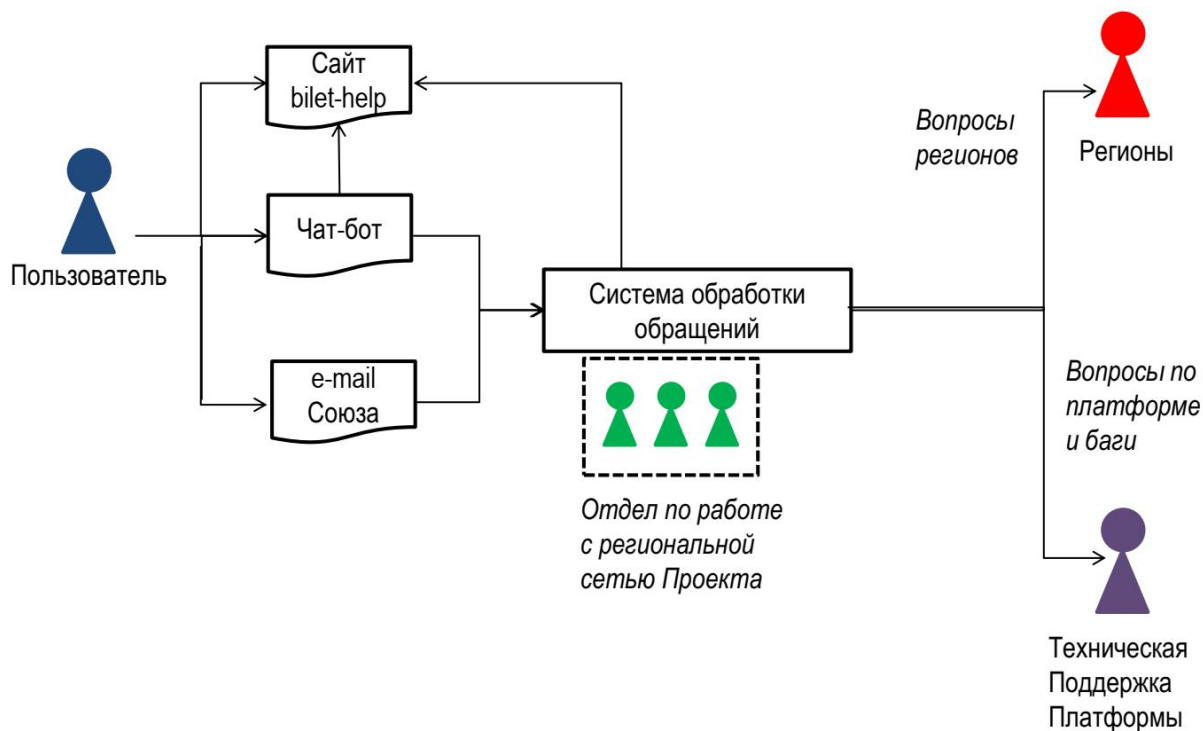 Сайт
bilet-help
Вопросы
регионов
Регионы
Чат-бот
Пользователь
Система обработки
обращений
e-mail
Союза
Вопросы по
платформе
и баги
Отдел по работе
с региональной
сетью Проекта
Техническая
Поддержка
Платформы